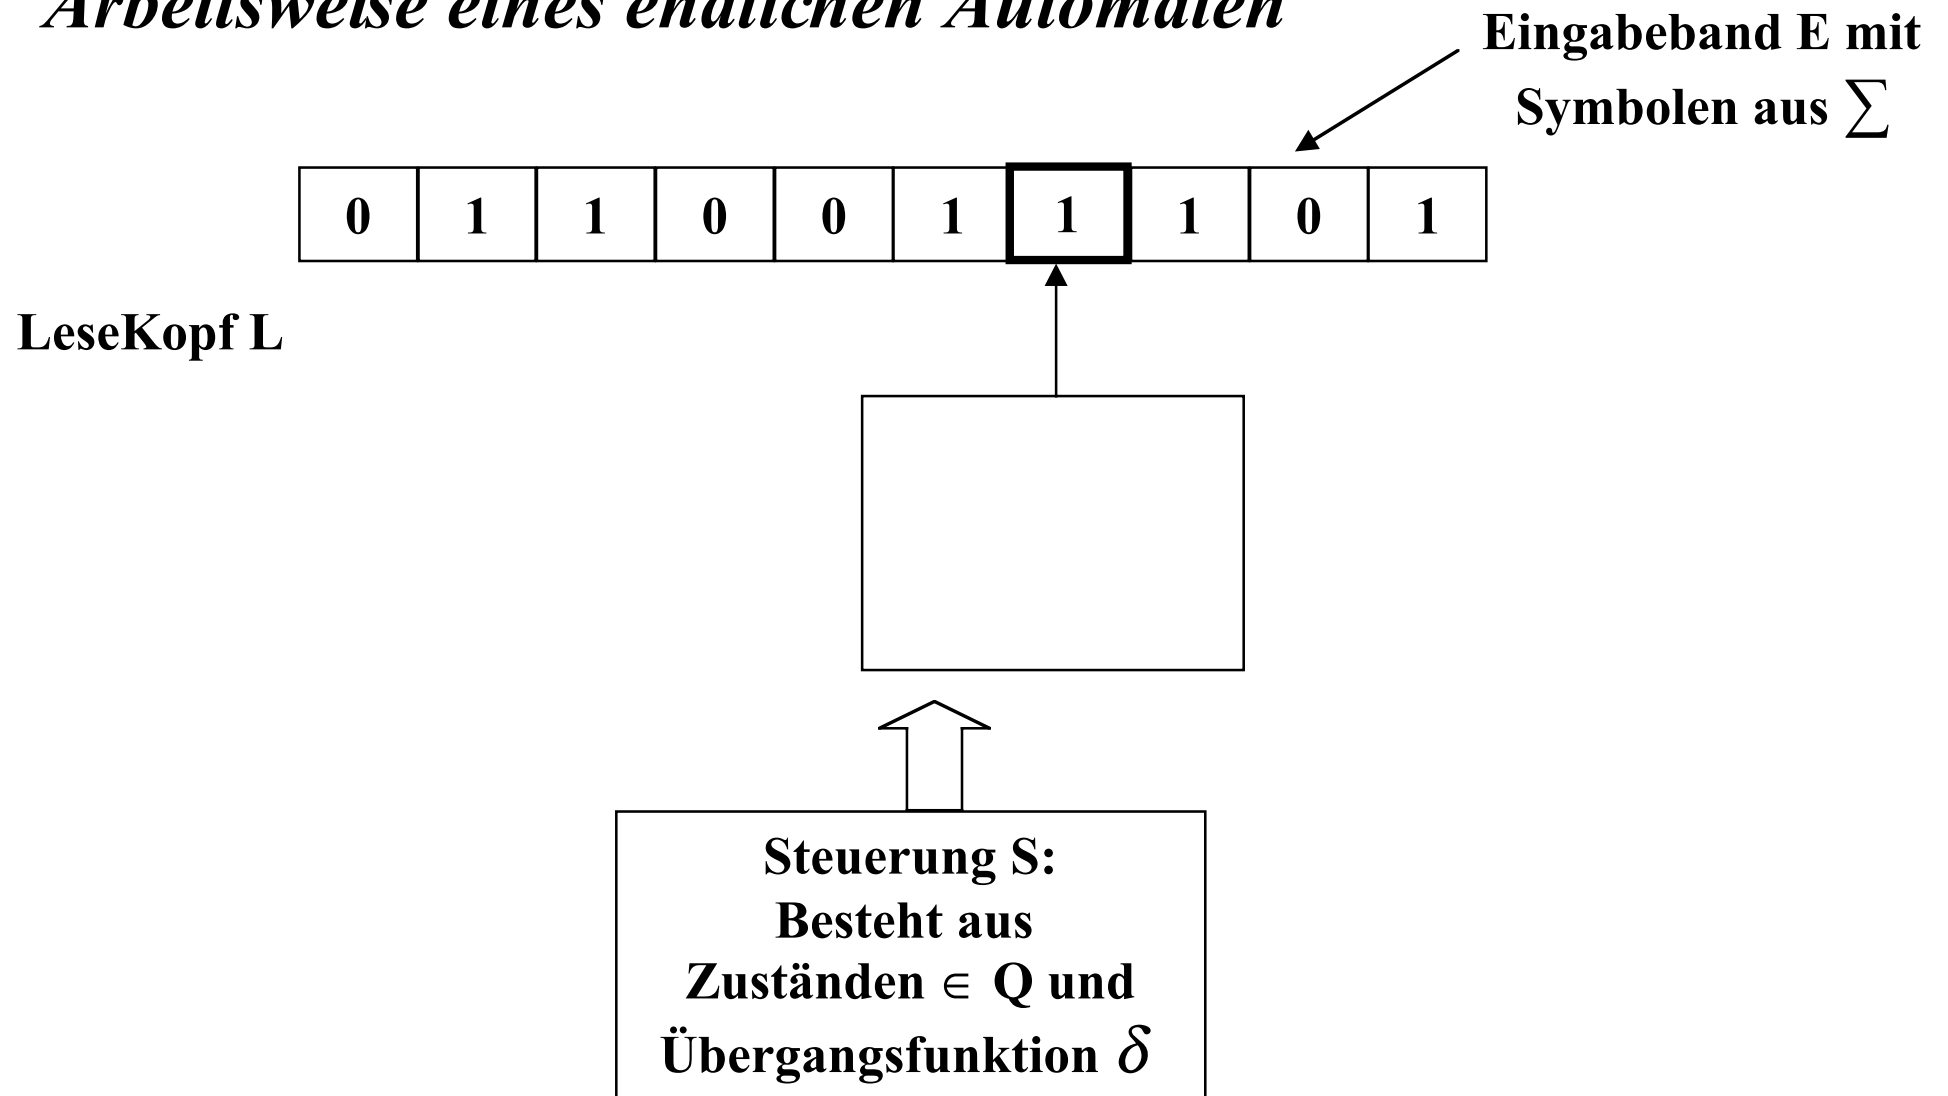 Arbeitsweise eines endlichen Automaten
Eingabeband E mit
Symbolen aus ∑
0 1 1 0 0 1 1 1 0 1
LeseKopf L
Steuerung S:
Besteht aus
Zuständen ∈ Q und
Übergangsfunktion δ